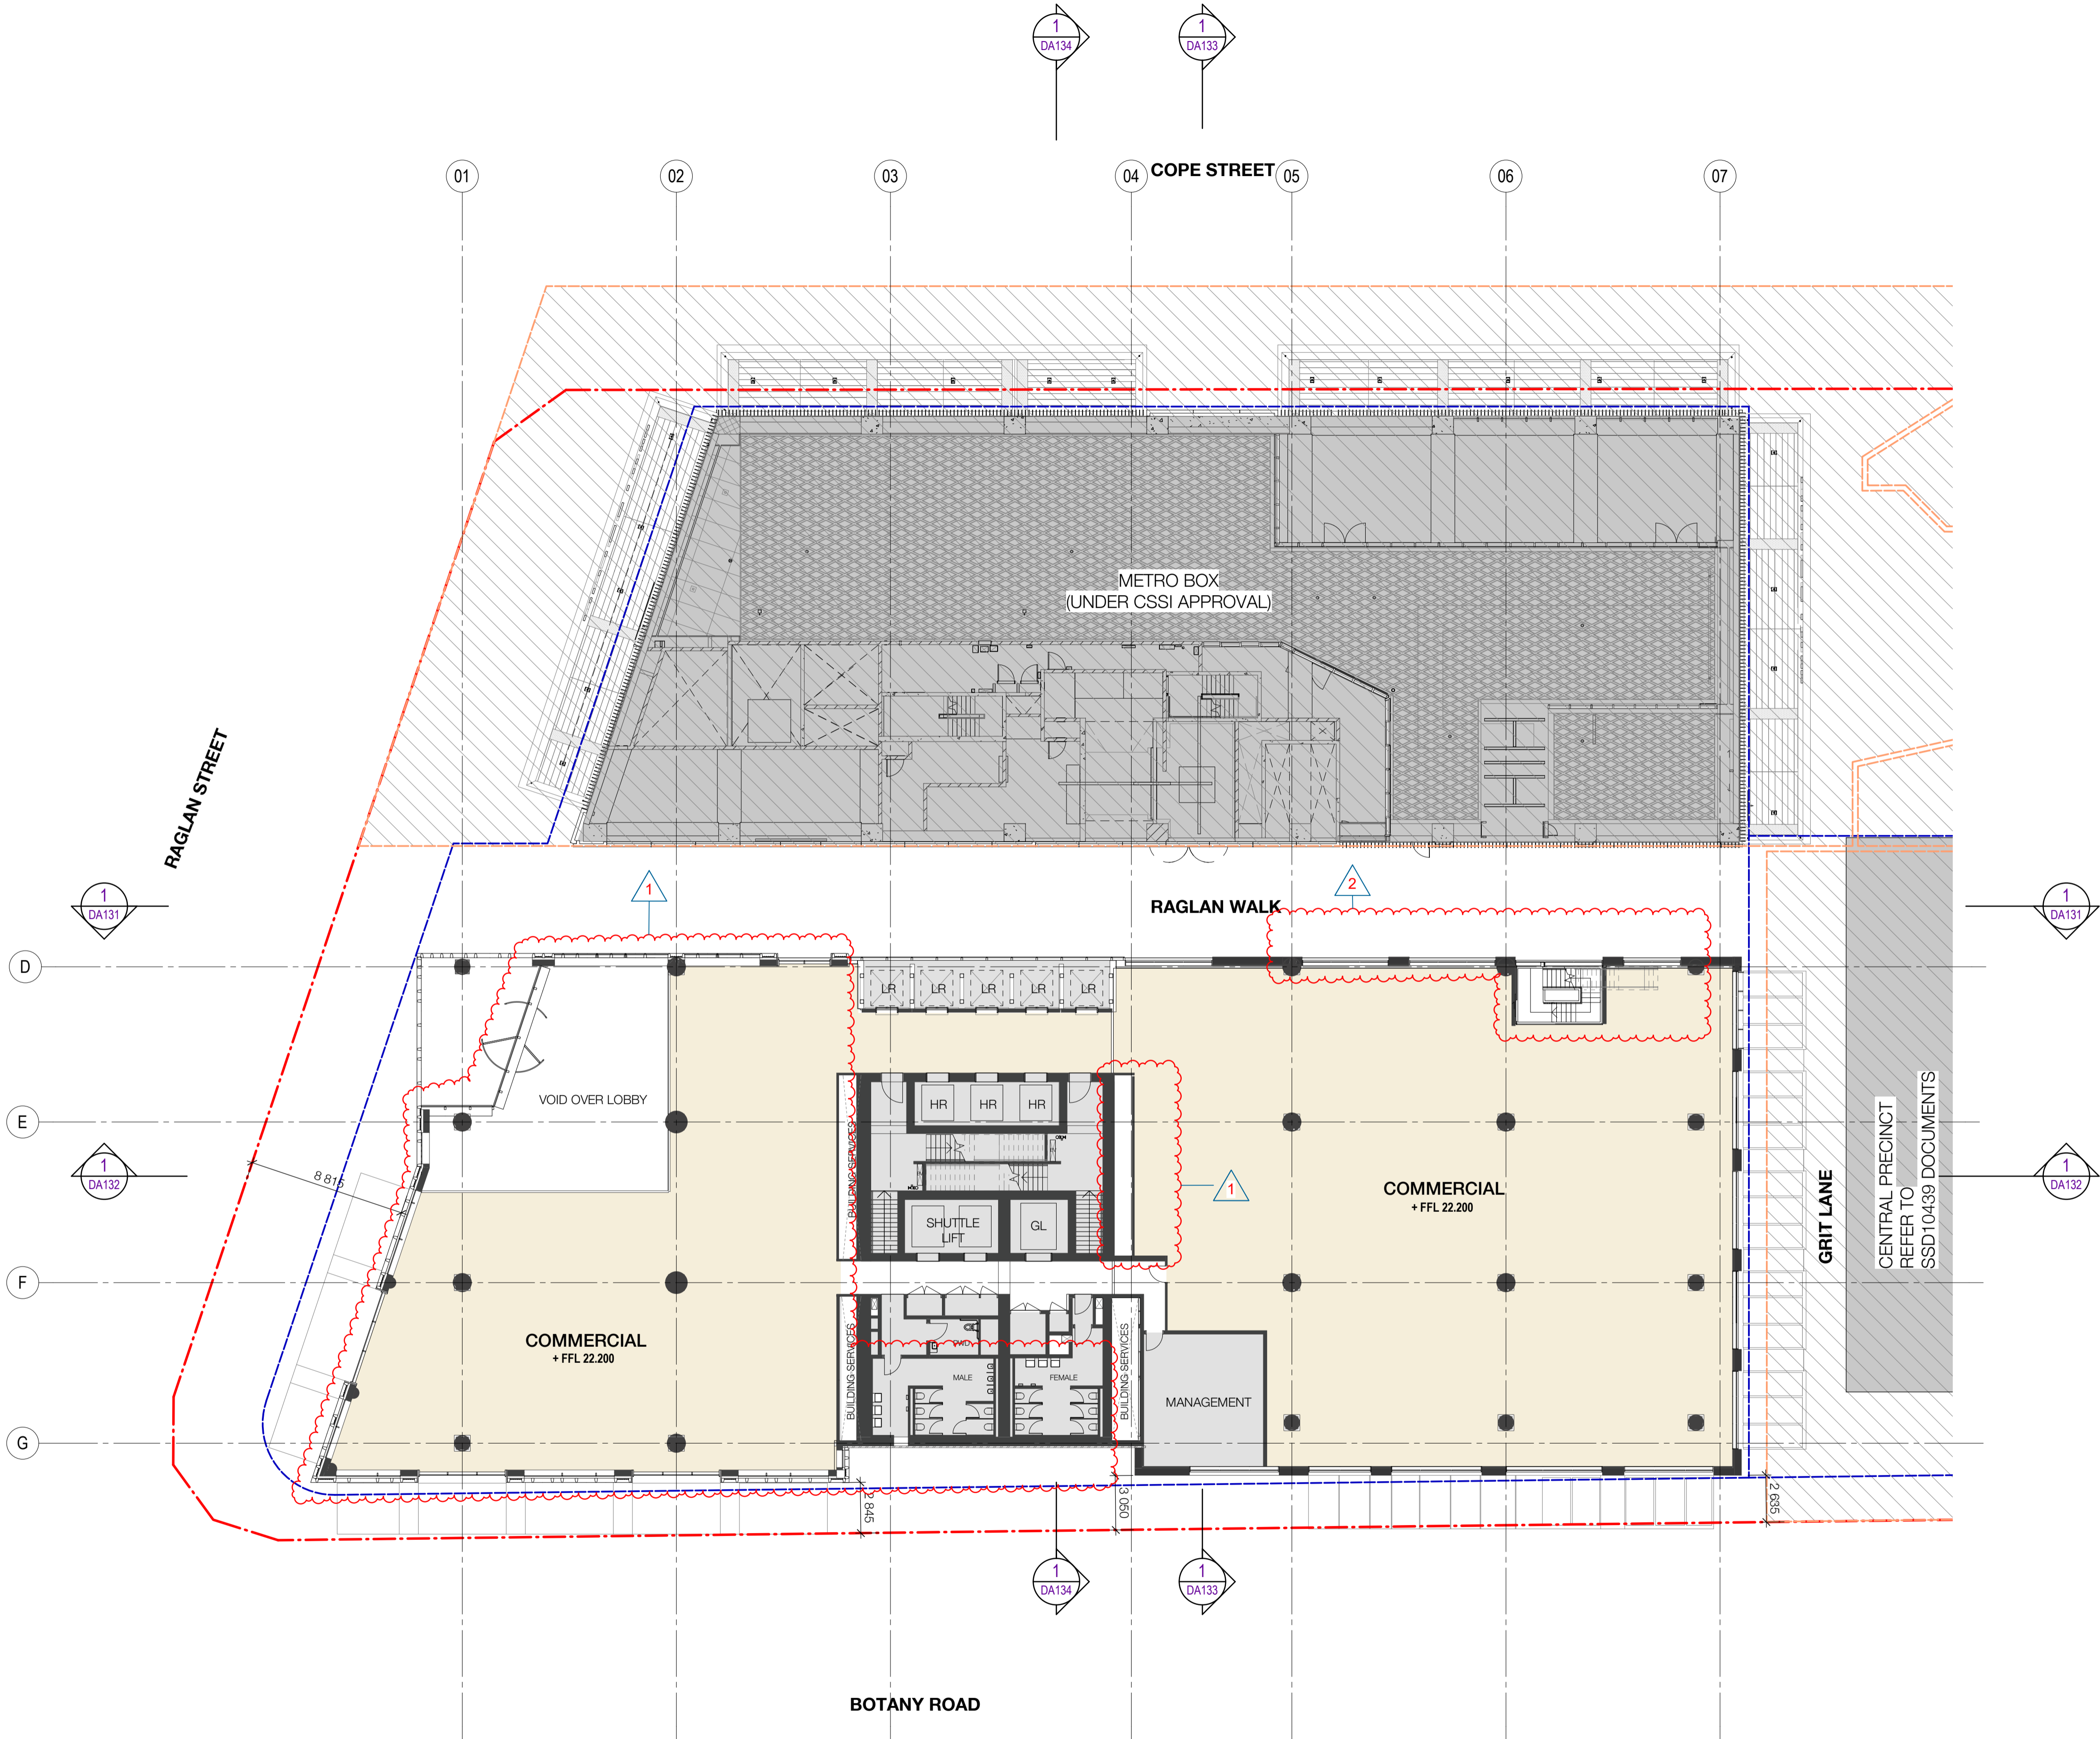 1
DA134
1
DA133
COPE STREET
01
02
03
04
05
06
07
METRO BOX
(UNDER CSSI APPROVAL)
RAGLAN STREET
1
2
1
DA131
RAGLAN WALK
1
DA131
D
LR
LR
LR
LR
LR
VOID OVER LOBBY
HR
HR
HR
E
BUILDING SERVICES
1
DA132
8 815
1
COMMERCIAL
+ FFL 22.200
GRIT LANE
CENTRAL PRECINCT
REFER TO
SSD10439 DOCUMENTS
1
DA132
SHUTTLE
LIFT
GL
F
COMMERCIAL
+ FFL 22.200
BUILDING SERVICES
PWD
MALE
FEMALE
BUILDING SERVICES
MANAGEMENT
G
2 845
3 050
2 635
1
DA134
1
DA133
BOTANY ROAD